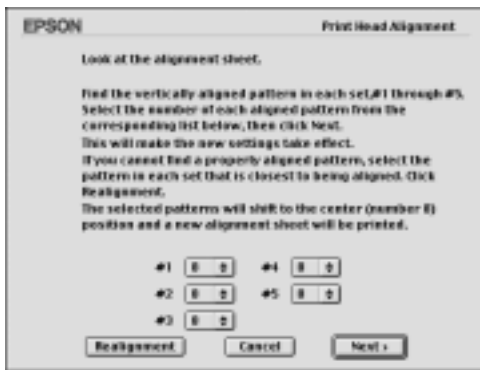 EPSON Print Head Alignment
Look at the alignment sheet.
Find the vertically aligned pattern in each set,#1 through #5.
Select the number of each aligned pattern from the
corresponding list below, then click Next.
This will make the new settings take effect.
If you cannot find a properly aligned pattern, select the
pattern in each set that is closest to being aligned. Click
Realignment.
The selected patterns will shift to the center (number 8)
position and a new alignment sheet will be printed.
#1 8 #4 8
#2 8 #5 8
#3 8
Realignment Cancel Next >